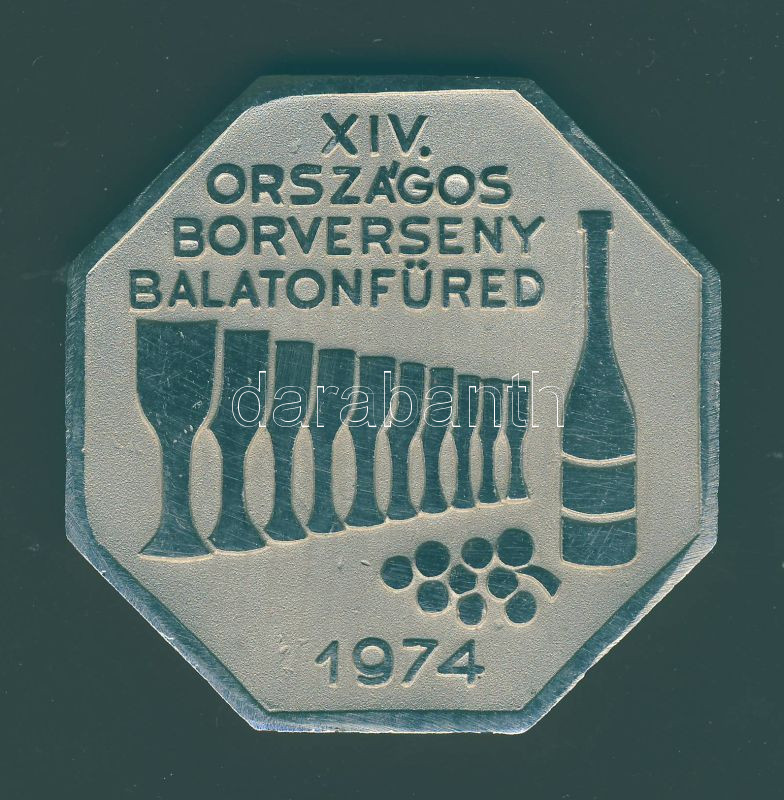 XIV.
ORSZÁGOS
BORVERSENY
BALATONFÜRED
darabanth
1974